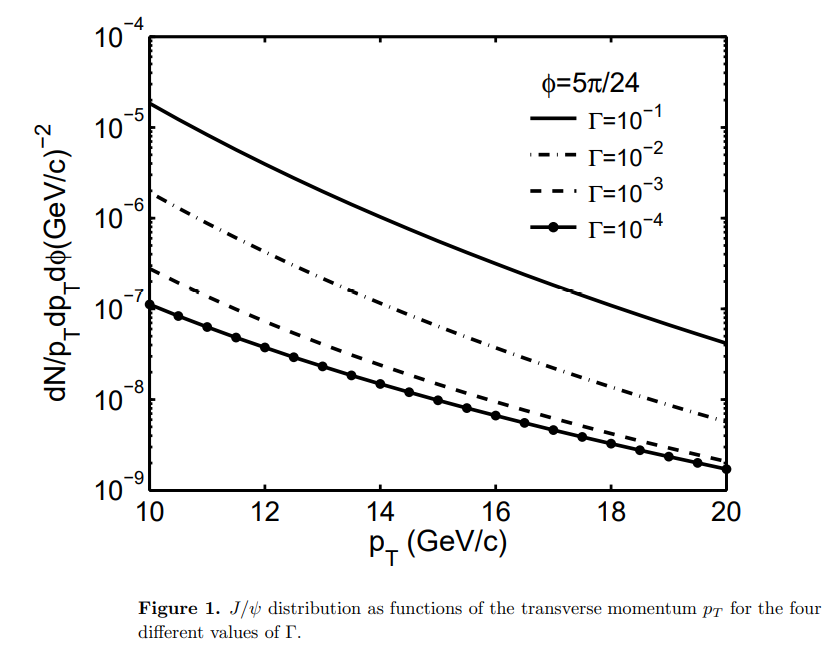 10⁻⁴
10⁻⁵
10⁻⁶
10⁻⁷
10⁻⁸
10⁻⁹
dN/p_T dp_T dϕ(GeV/c)⁻²
ϕ=5π/24
Γ=10⁻¹
Γ=10⁻²
Γ=10⁻³
Γ=10⁻⁴
10 12 14 16 18 20
p_T (GeV/c)
Figure 1. J/ψ distribution as functions of the transverse momentum p_T for the four
different values of Γ.